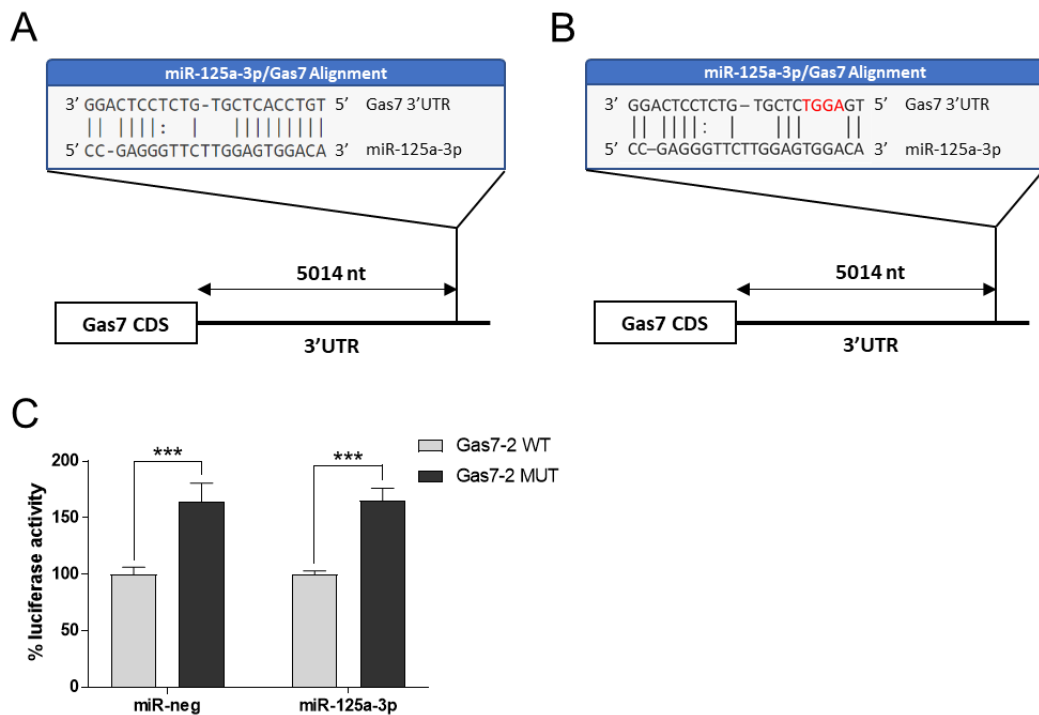 A
miR-125a-3p/Gas7 Alignment
3’ GGACTCCTCTG-TGCTCACCTGT 5’ Gas7 3’UTR
|| ||||: | |||||||||
5’ CC-GAGGGTTCTTGGAGTGGACA 3’ miR-125a-3p
5014 nt
Gas7 CDS
3’UTR
B
miR-125a-3p/Gas7 Alignment
3’ GGACTCCTCTG–TGCTCTGGAGT 5’ Gas7 3’UTR
|| ||||: | ||| ||
5’ CC–GAGGGTTCTTGGAGTGGACA 3’ miR-125a-3p
5014 nt
Gas7 CDS
3’UTR
C
Gas7-2 WT
Gas7-2 MUT
% luciferase activity
200
150
100
50
0
***
***
miR-neg
miR-125a-3p